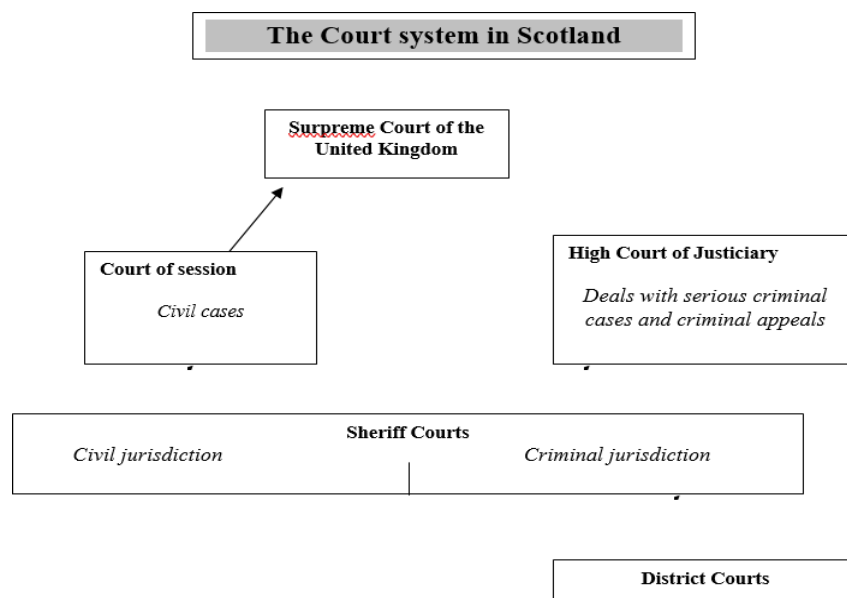 The Court system in Scotland
Surpreme Court of the
United Kingdom
Court of session
Civil cases
High Court of Justiciary
Deals with serious criminal
cases and criminal appeals
Sheriff Courts
Civil jurisdiction
Criminal jurisdiction
District Courts